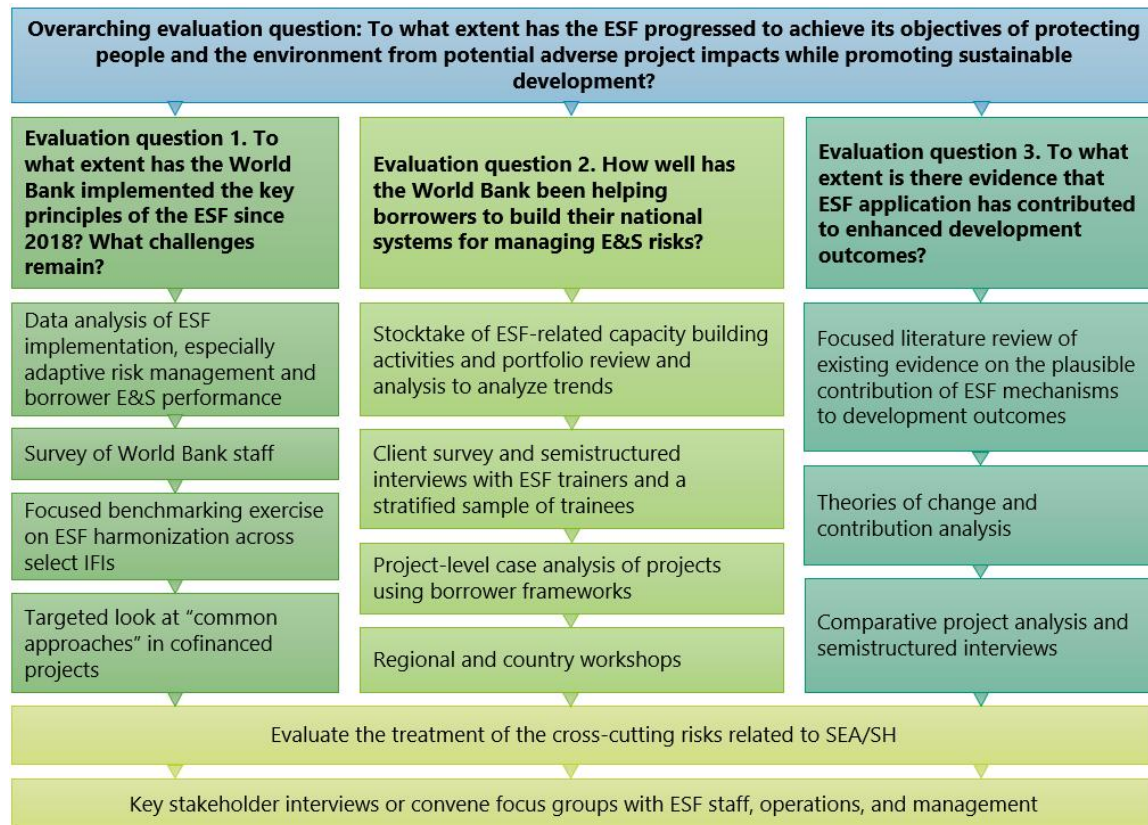 Overarching evaluation question: To what extent has the ESF progressed to achieve its objectives of protecting
people and the environment from potential adverse project impacts while promoting sustainable
development?
Evaluation question 1. To
what extent has the World
Bank implemented the key
principles of the ESF since
2018? What challenges
remain?
Data analysis of ESF
implementation, especially
adaptive risk management and
borrower E&S performance
Survey of World Bank staff
Focused benchmarking exercise
on ESF harmonization across
select IFIs
Targeted look at “common
approaches” in cofinanced
projects
Evaluation question 2. How well has
the World Bank been helping
borrowers to build their national
systems for managing E&S risks?
Stocktake of ESF-related capacity building
activities and portfolio review and
analysis to analyze trends
Client survey and semistructured
interviews with ESF trainers and a
stratified sample of trainees
Project-level case analysis of projects
using borrower frameworks
Regional and country workshops
Evaluation question 3. To what
extent is there evidence that
ESF application has contributed
to enhanced development
outcomes?
Focused literature review of
existing evidence on the plausible
contribution of ESF mechanisms
to development outcomes
Theories of change and
contribution analysis
Comparative project analysis and
semistructured interviews
Evaluate the treatment of the cross-cutting risks related to SEA/SH
Key stakeholder interviews or convene focus groups with ESF staff, operations, and management